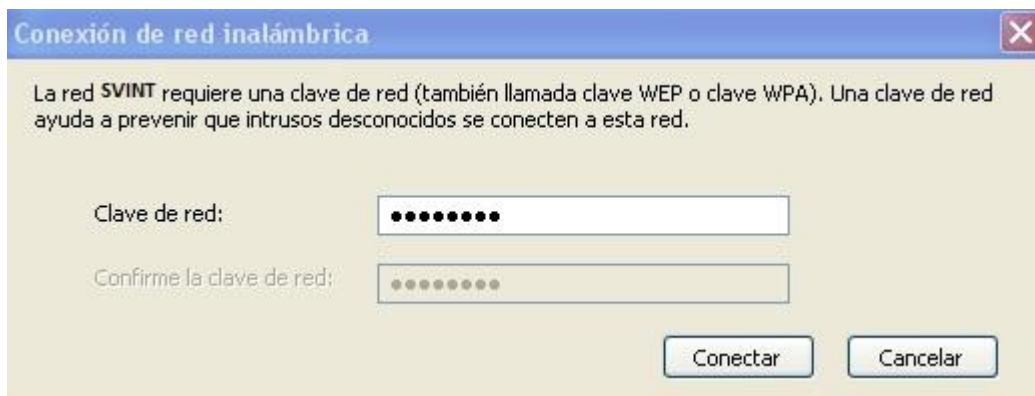 Conexión de red inalámbrica
La red SVINT requiere una clave de red (también llamada clave WEP o clave WPA). Una clave de red
ayuda a prevenir que intrusos desconocidos se conecten a esta red.
Clave de red: ●●●●●●●●
Confirme la clave de red: ●●●●●●●●
Conectar Cancelar